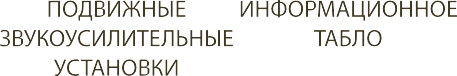 ПОДВИЖНЫЕ
ЗВУКОУСИЛИТЕЛЬНЫЕ
УСТАНОВКИ
ИНФОРМАЦИОННОЕ
ТАБЛО